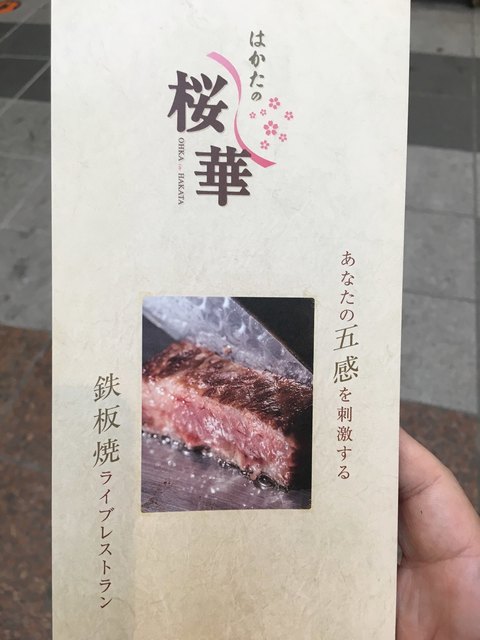 はかたの
桜華
OHKA in HAKATA
あなたの五感を刺激する
鉄板焼ライブレストラン